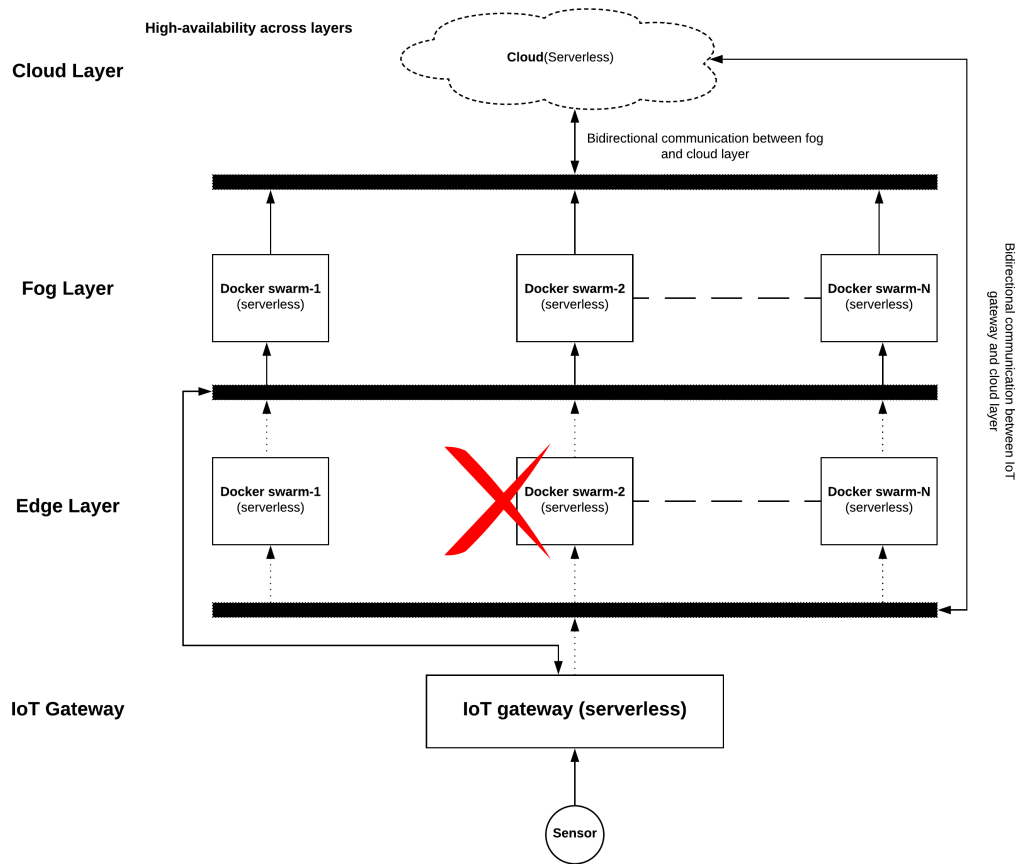 High-availability across layers
Cloud Layer
Cloud(Serverless)
Bidirectional communication between fog
and cloud layer
Fog Layer
Docker swarm-1
(serverless)
Docker swarm-2
(serverless)
Docker swarm-N
(serverless)
Bidirectional communication between IoT
gateway and cloud layer
Edge Layer
Docker swarm-1
(serverless)
Docker swarm-2
(serverless)
Docker swarm-N
(serverless)
IoT Gateway
IoT gateway (serverless)
Sensor